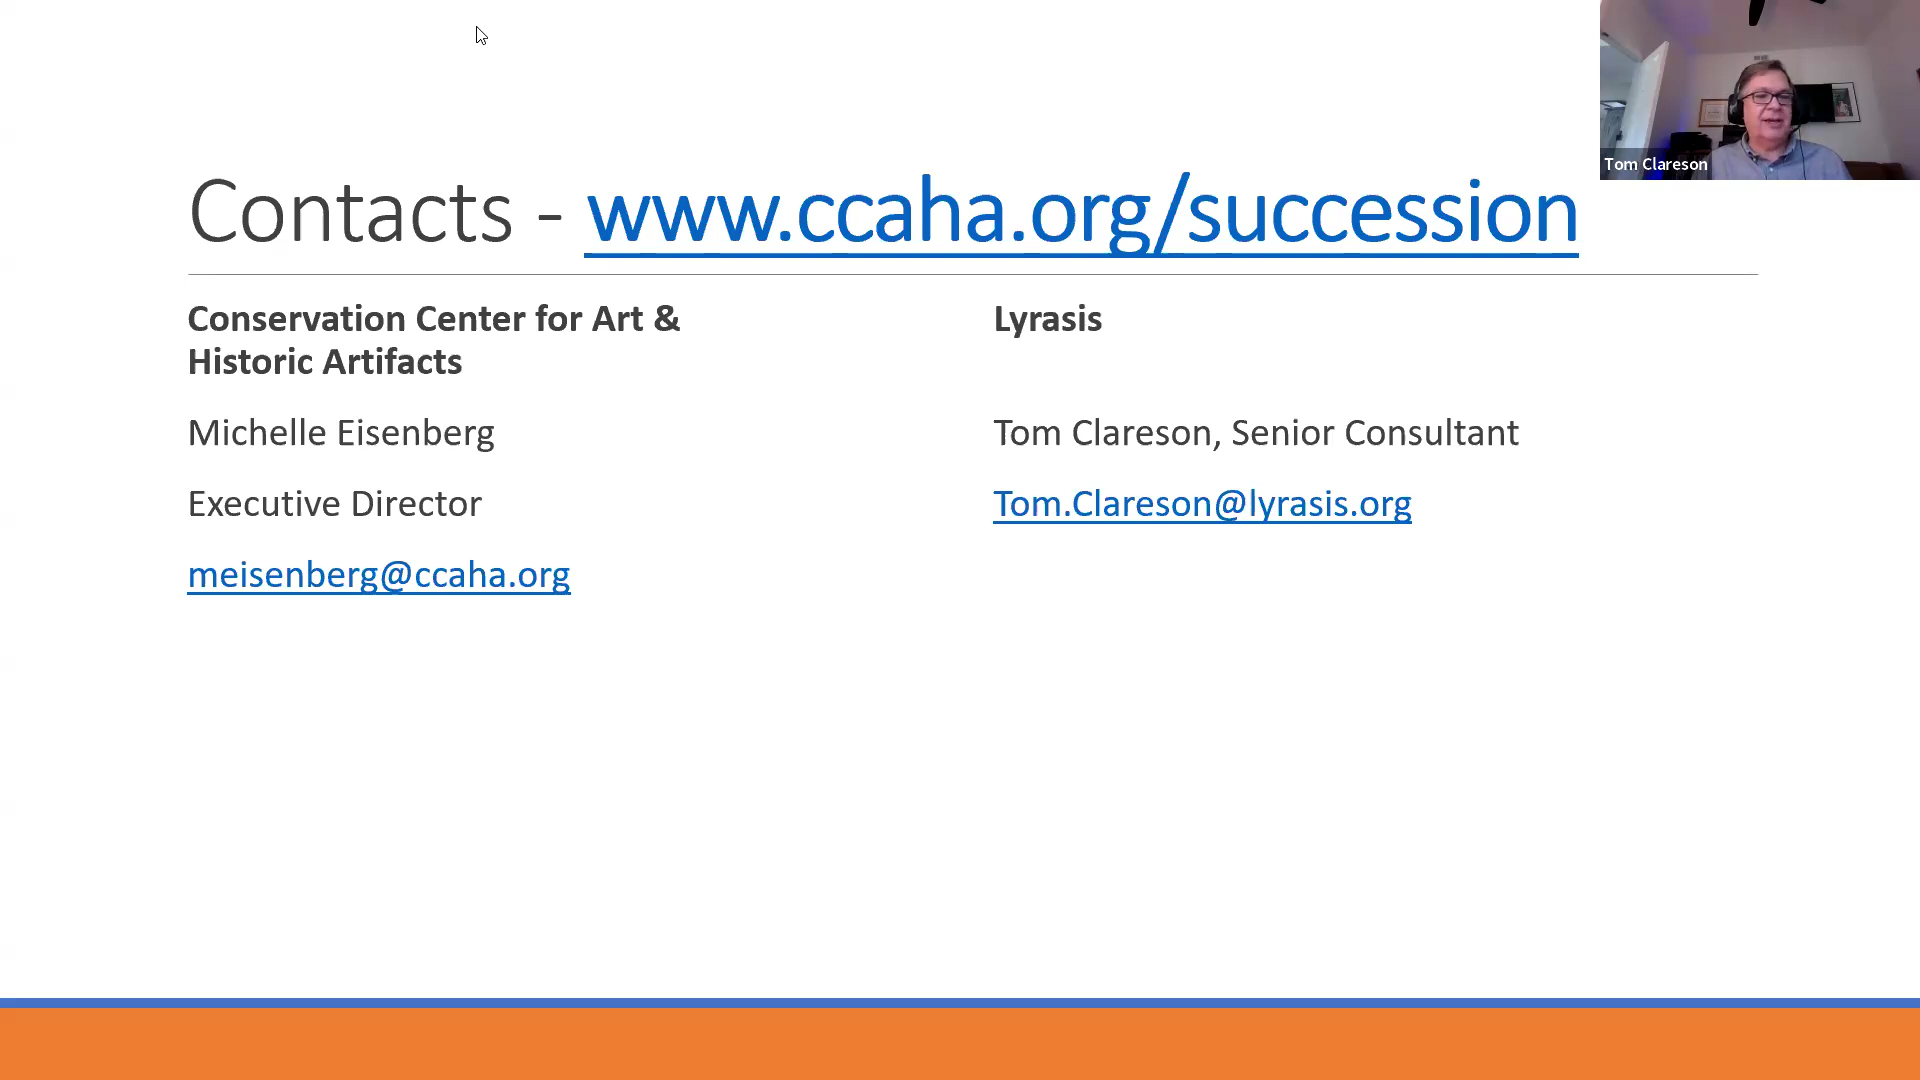 Contacts - www.ccaha.org/succession
Conservation Center for Art &
Historic Artifacts
Michelle Eisenberg
Executive Director
meisenberg@ccaha.org
Lyrasis
Tom Clareson, Senior Consultant
Tom.Clareson@lyrasis.org
Tom Clareson